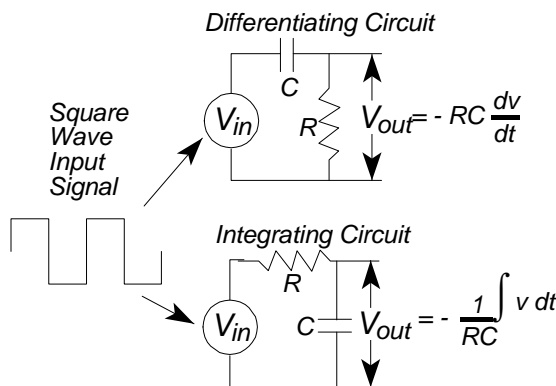 Differentiating Circuit
Square
Wave
Input
Signal
C
V_in
R
V_out = - RC dv/dt
Integrating Circuit
R
V_in
C
V_out = - 1/RC ∫ v dt